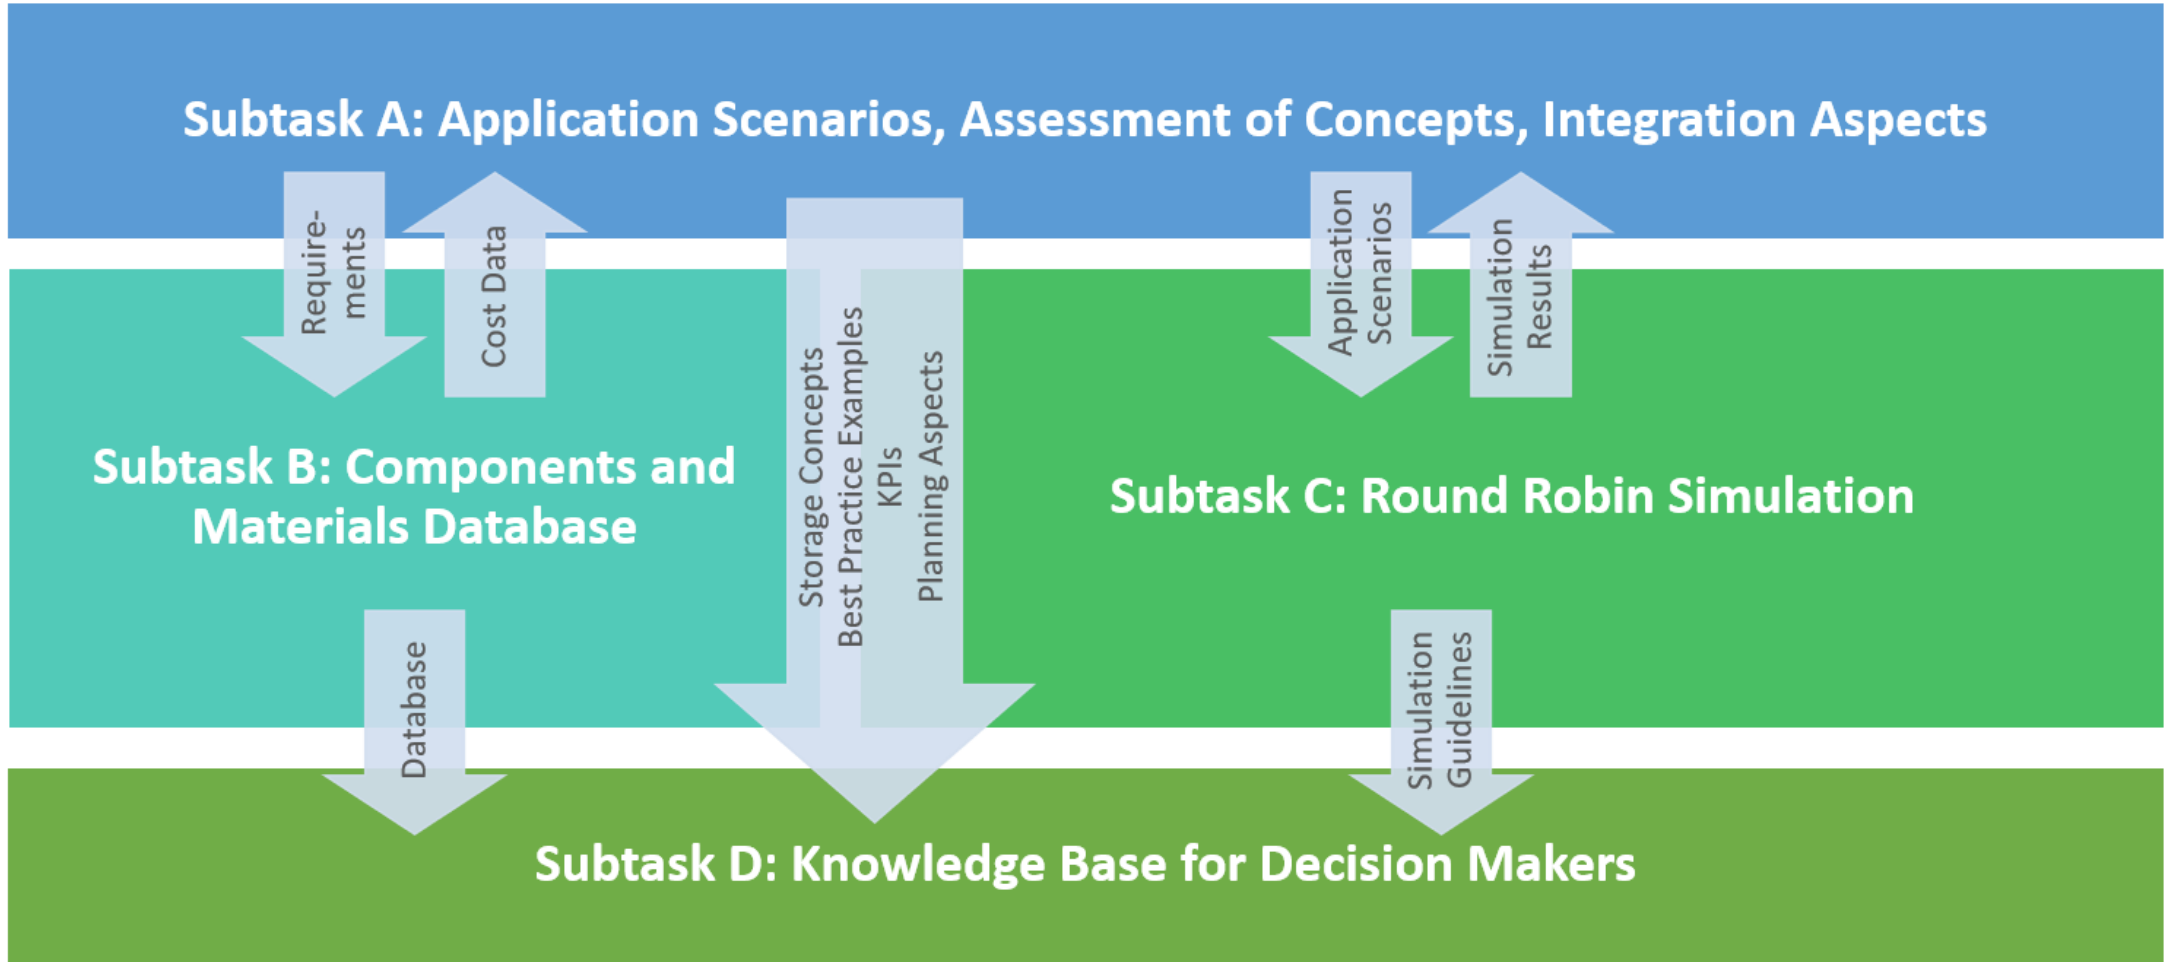 Subtask A: Application Scenarios, Assessment of Concepts, Integration Aspects
Require-
ments
Cost Data
Storage Concepts
Best Practice Examples
KPIs
Planning Aspects
Application
Scenarios
Simulation
Results
Subtask B: Components and
Materials Database
Subtask C: Round Robin Simulation
Database
Simulation
Guidelines
Subtask D: Knowledge Base for Decision Makers